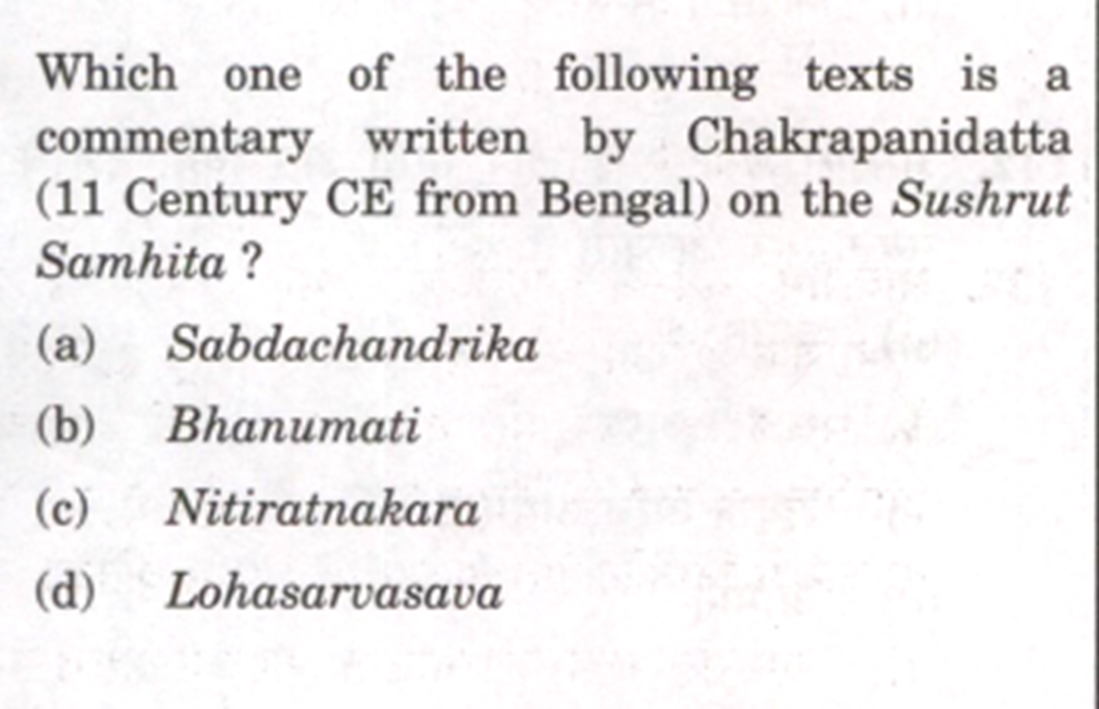 Which one of the following texts is a
commentary written by Chakrapanidatta
(11 Century CE from Bengal) on the Sushrut
Samhita ?
(a) Sabdachandrika
(b) Bhanumati
(c) Nitiratnakara
(d) Lohasarvasava